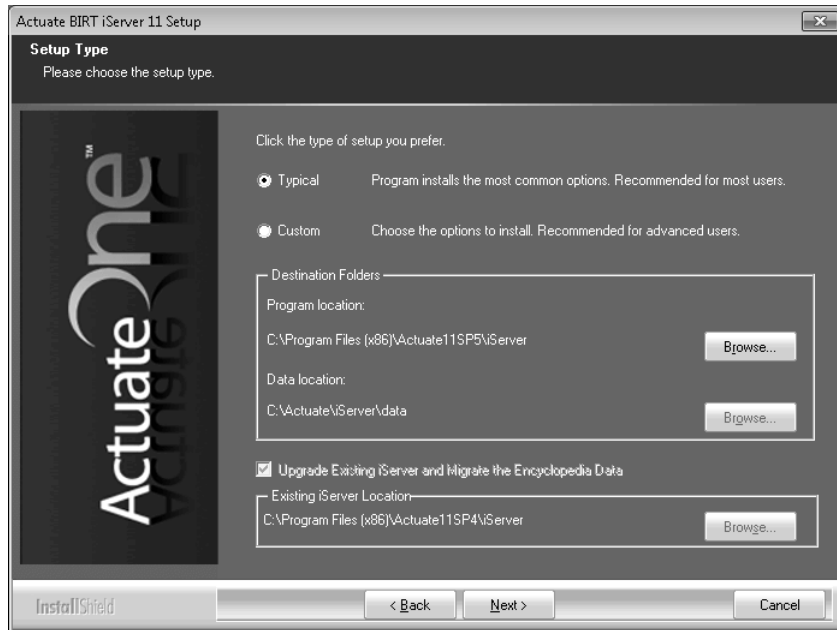 Actuate BIRT iServer 11 Setup
Setup Type
Please choose the setup type.
ActuateOne™
Click the type of setup you prefer.
Typical Program installs the most common options. Recommended for most users.
Custom Choose the options to install. Recommended for advanced users.
Destination Folders
Program location:
C:\Program Files (x86)\Actuate11SP5\iServer
Browse...
Data location:
C:\Actuate\iServer\data
Browse...
Upgrade Existing iServer and Migrate the Encyclopedia Data
Existing iServer Location
C:\Program Files (x86)\Actuate11SP4\iServer
Browse...
InstallShield
< Back
Next >
Cancel